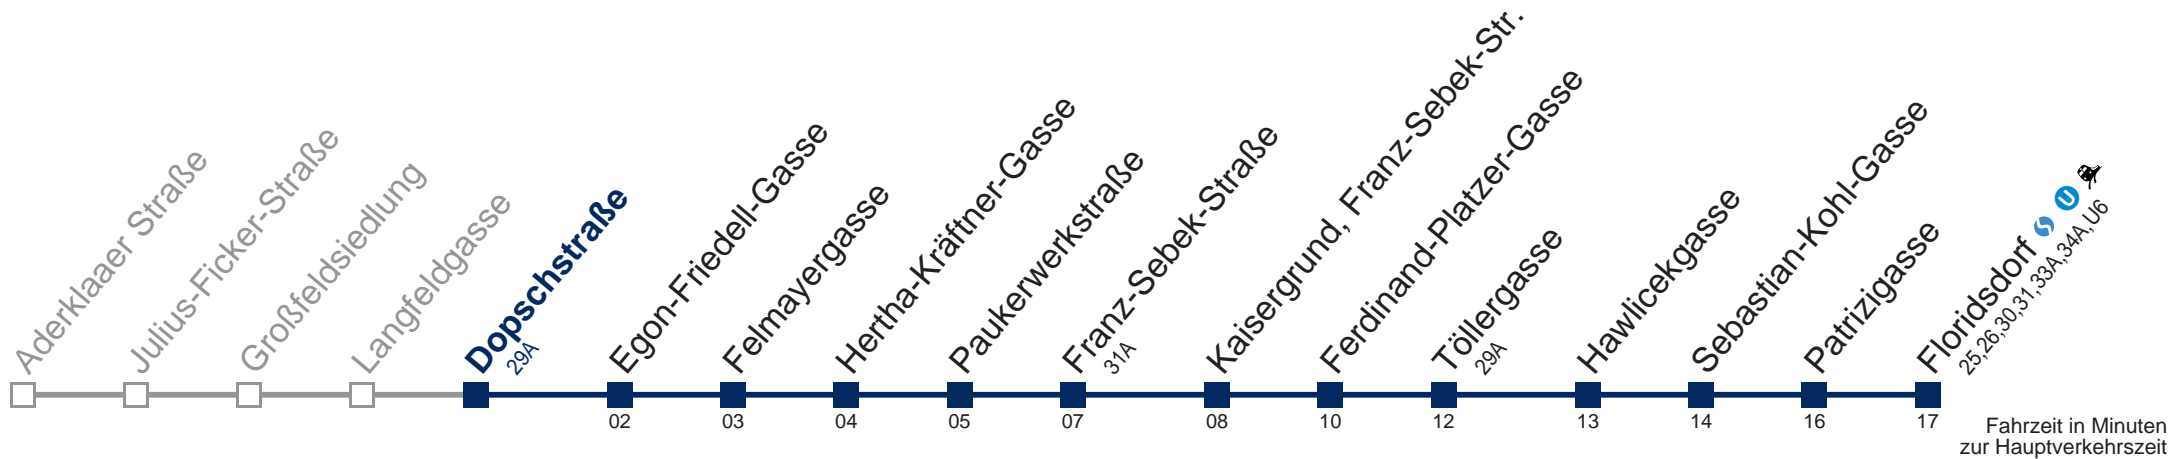 Aderklaaer Straße
Julius-Ficker-Straße
Großfeldsiedlung
Langfeldgasse
Dopschstraße
29A
Egon-Friedell-Gasse
Felmayergasse
Hertha-Kräftner-Gasse
Paukerwerkstraße
Franz-Sebek-Straße
31A
Kaisergrund, Franz-Sebek-Str.
Ferdinand-Platzer-Gasse
Töllergasse
29A
Hawlicekgasse
Sebastian-Kohl-Gasse
Patrizigasse
Floridsdorf S U
25,26,30,31,33A,34A,U6
02 03 04 05 07 08 10 12 13 14 16 17
Fahrzeit in Minuten
zur Hauptverkehrszeit